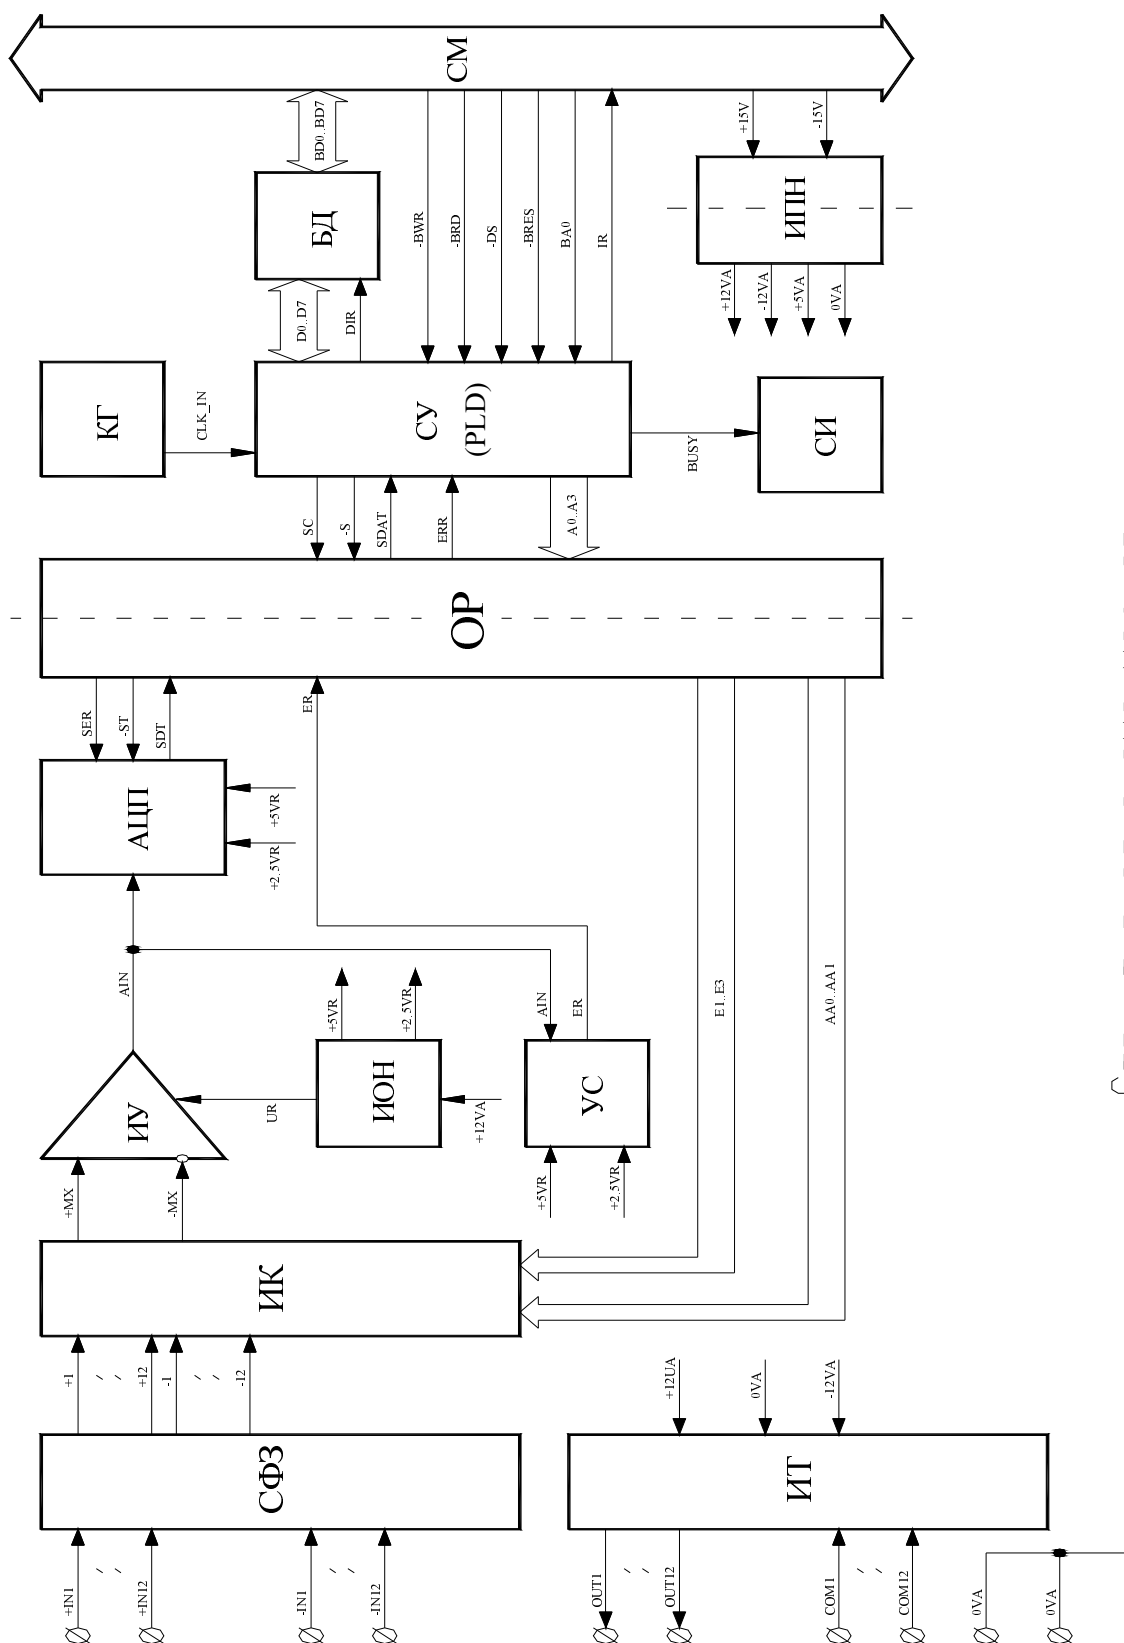 СМ
BD0..BD7
БД
D0..D7
DIR
-BWR
-BRD
-DS
-BRES
BA0
IR
+15V
-15V
ИПН
+12VA
-12VA
+5VA
0VA
КГ
CLK_IN
СУ
(PLD)
BUSY
СИ
SC
-S
SDAT
ERR
A0..A3
ОР
SER
-ST
SDT
ER
АЦП
+5VR
+2.5VR
AIN
+5VR
+2.5VR
AIN
ER
E1..E3
AA0..AA1
ИУ
UR
ИОН
+12VA
УС
+5VR
+2.5VR
+MX
-MX
ИК
+1
+12
-1
-12
+12UA
0VA
-12VA
СФЗ
ИТ
+IN1
+IN12
-IN1
-IN12
OUT1
OUT12
COM1
COM12
0VA
0VA